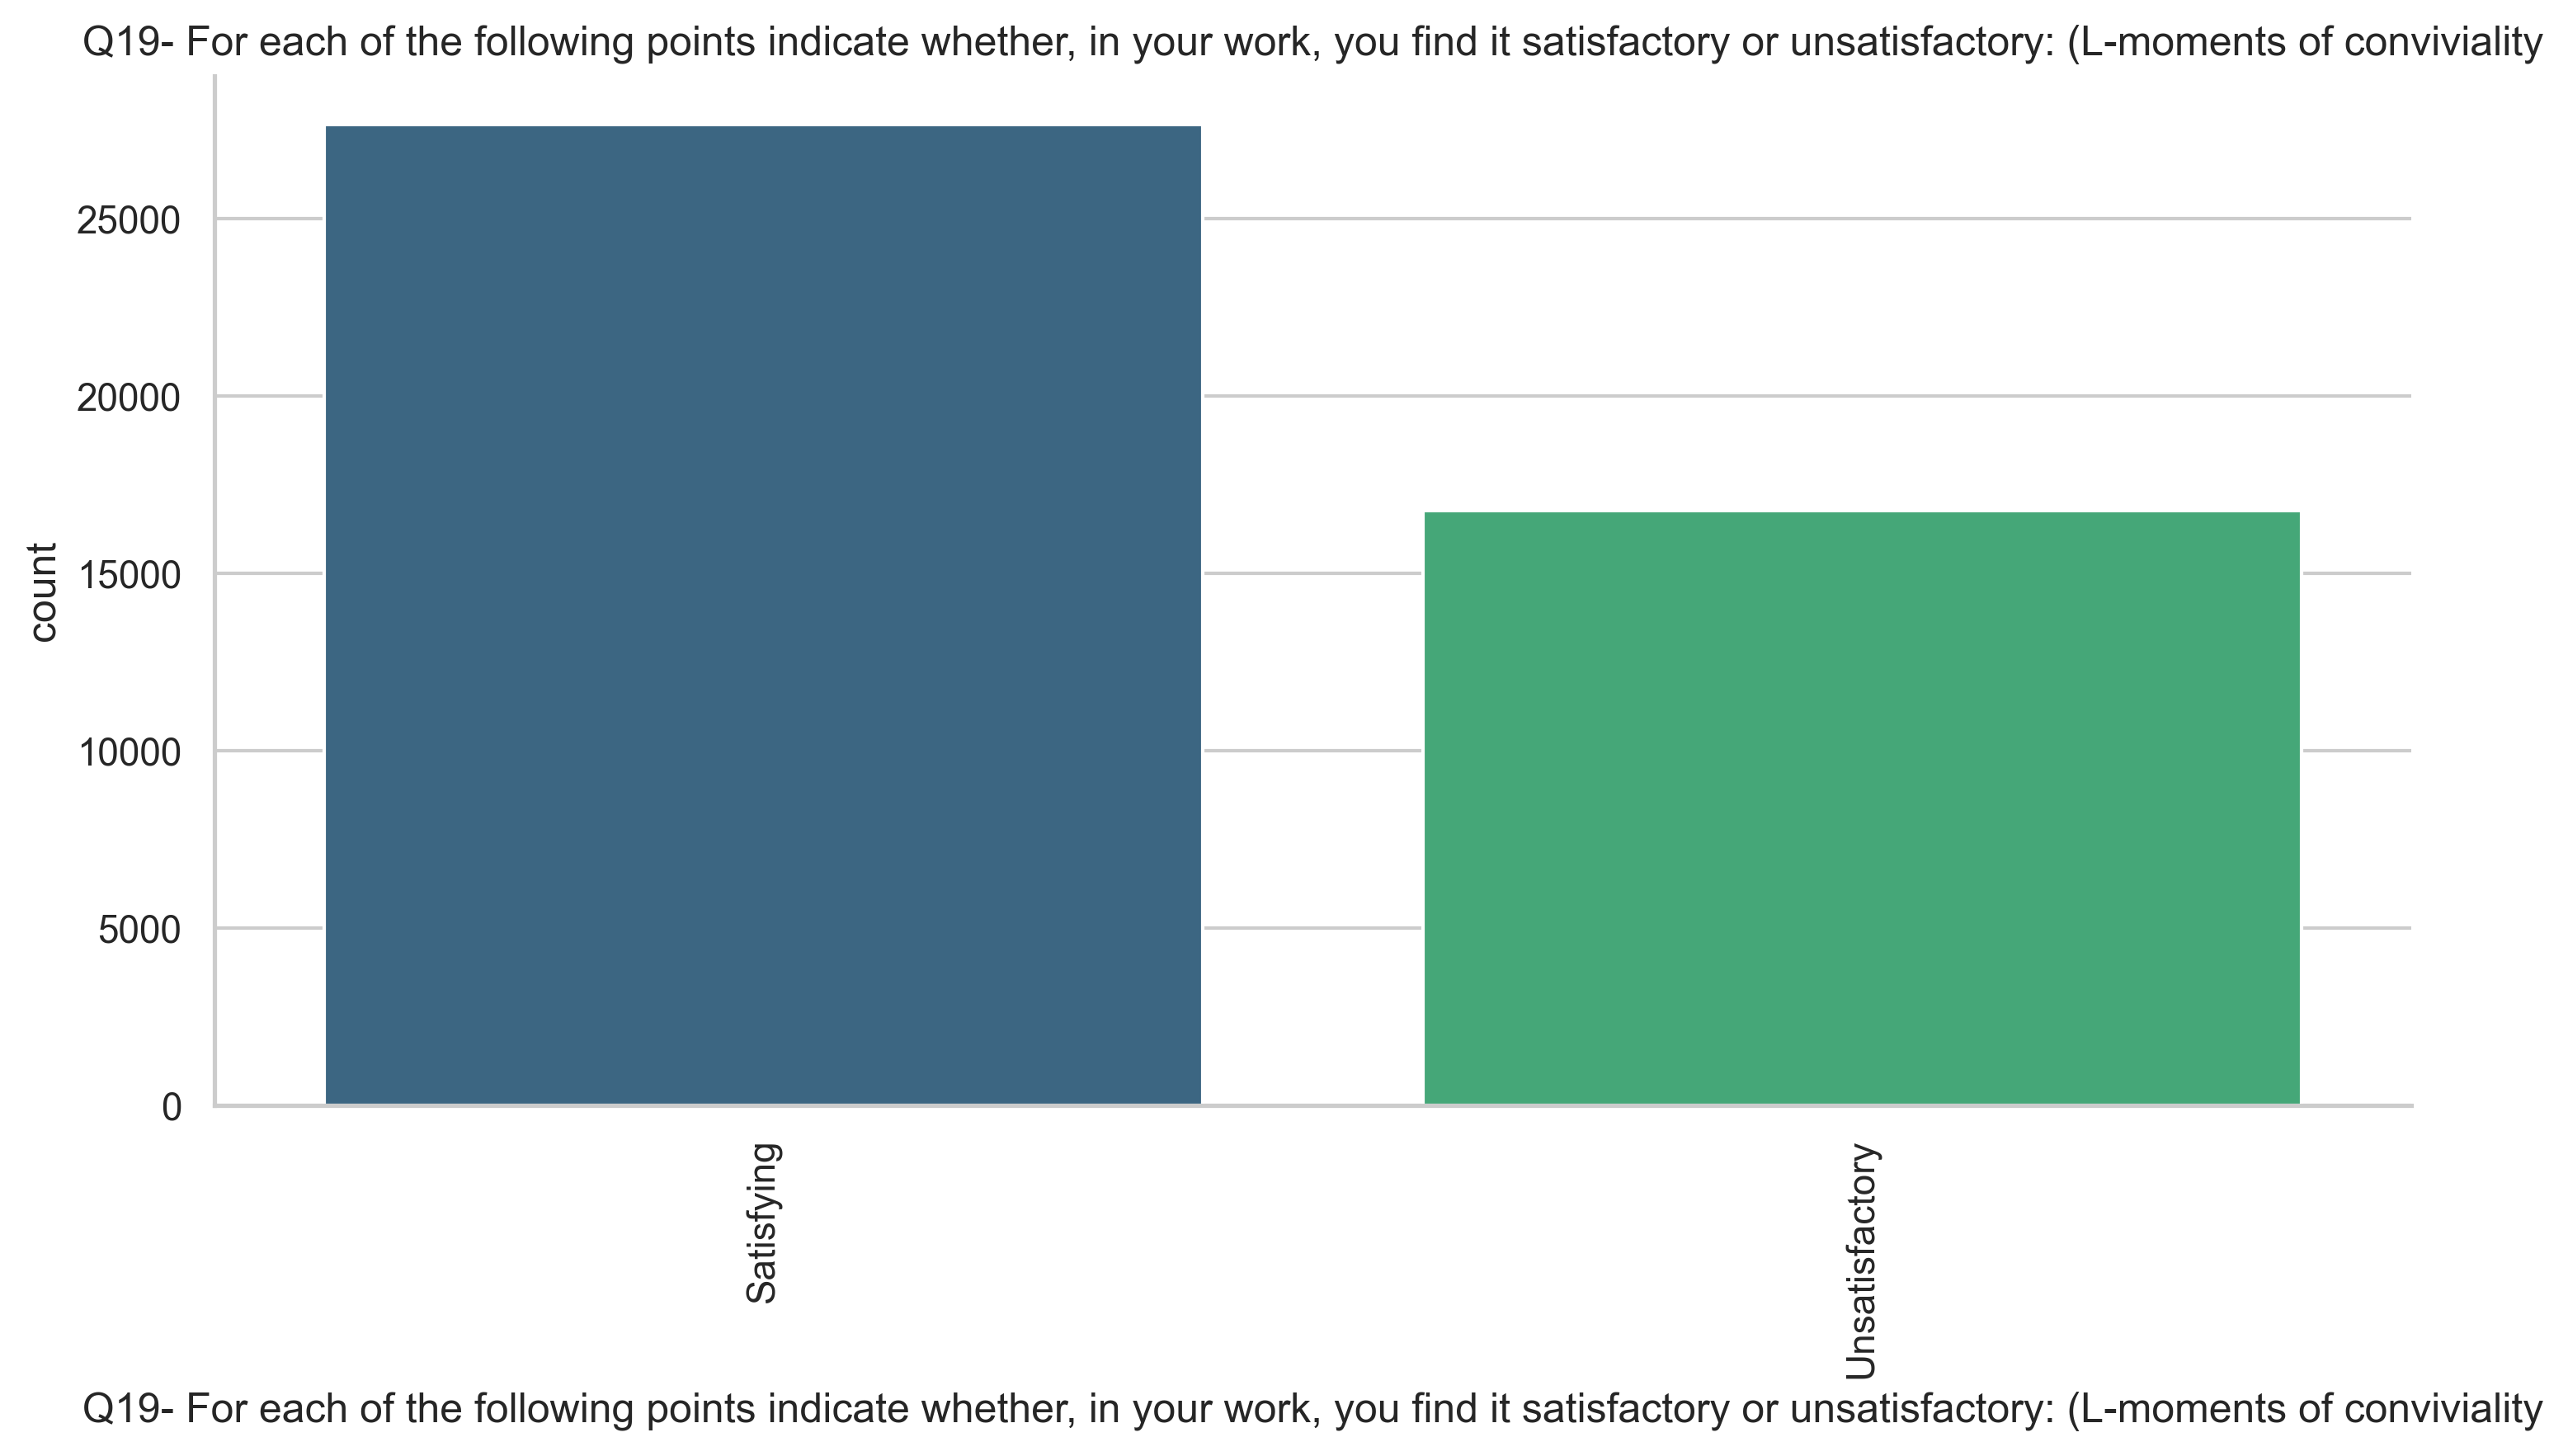 Q19- For each of the following points indicate whether, in your work, you find it satisfactory or unsatisfactory: (L-moments of conviviality
count
25000
20000
15000
10000
5000
0
Satisfying
Unsatisfactory
Q19- For each of the following points indicate whether, in your work, you find it satisfactory or unsatisfactory: (L-moments of conviviality